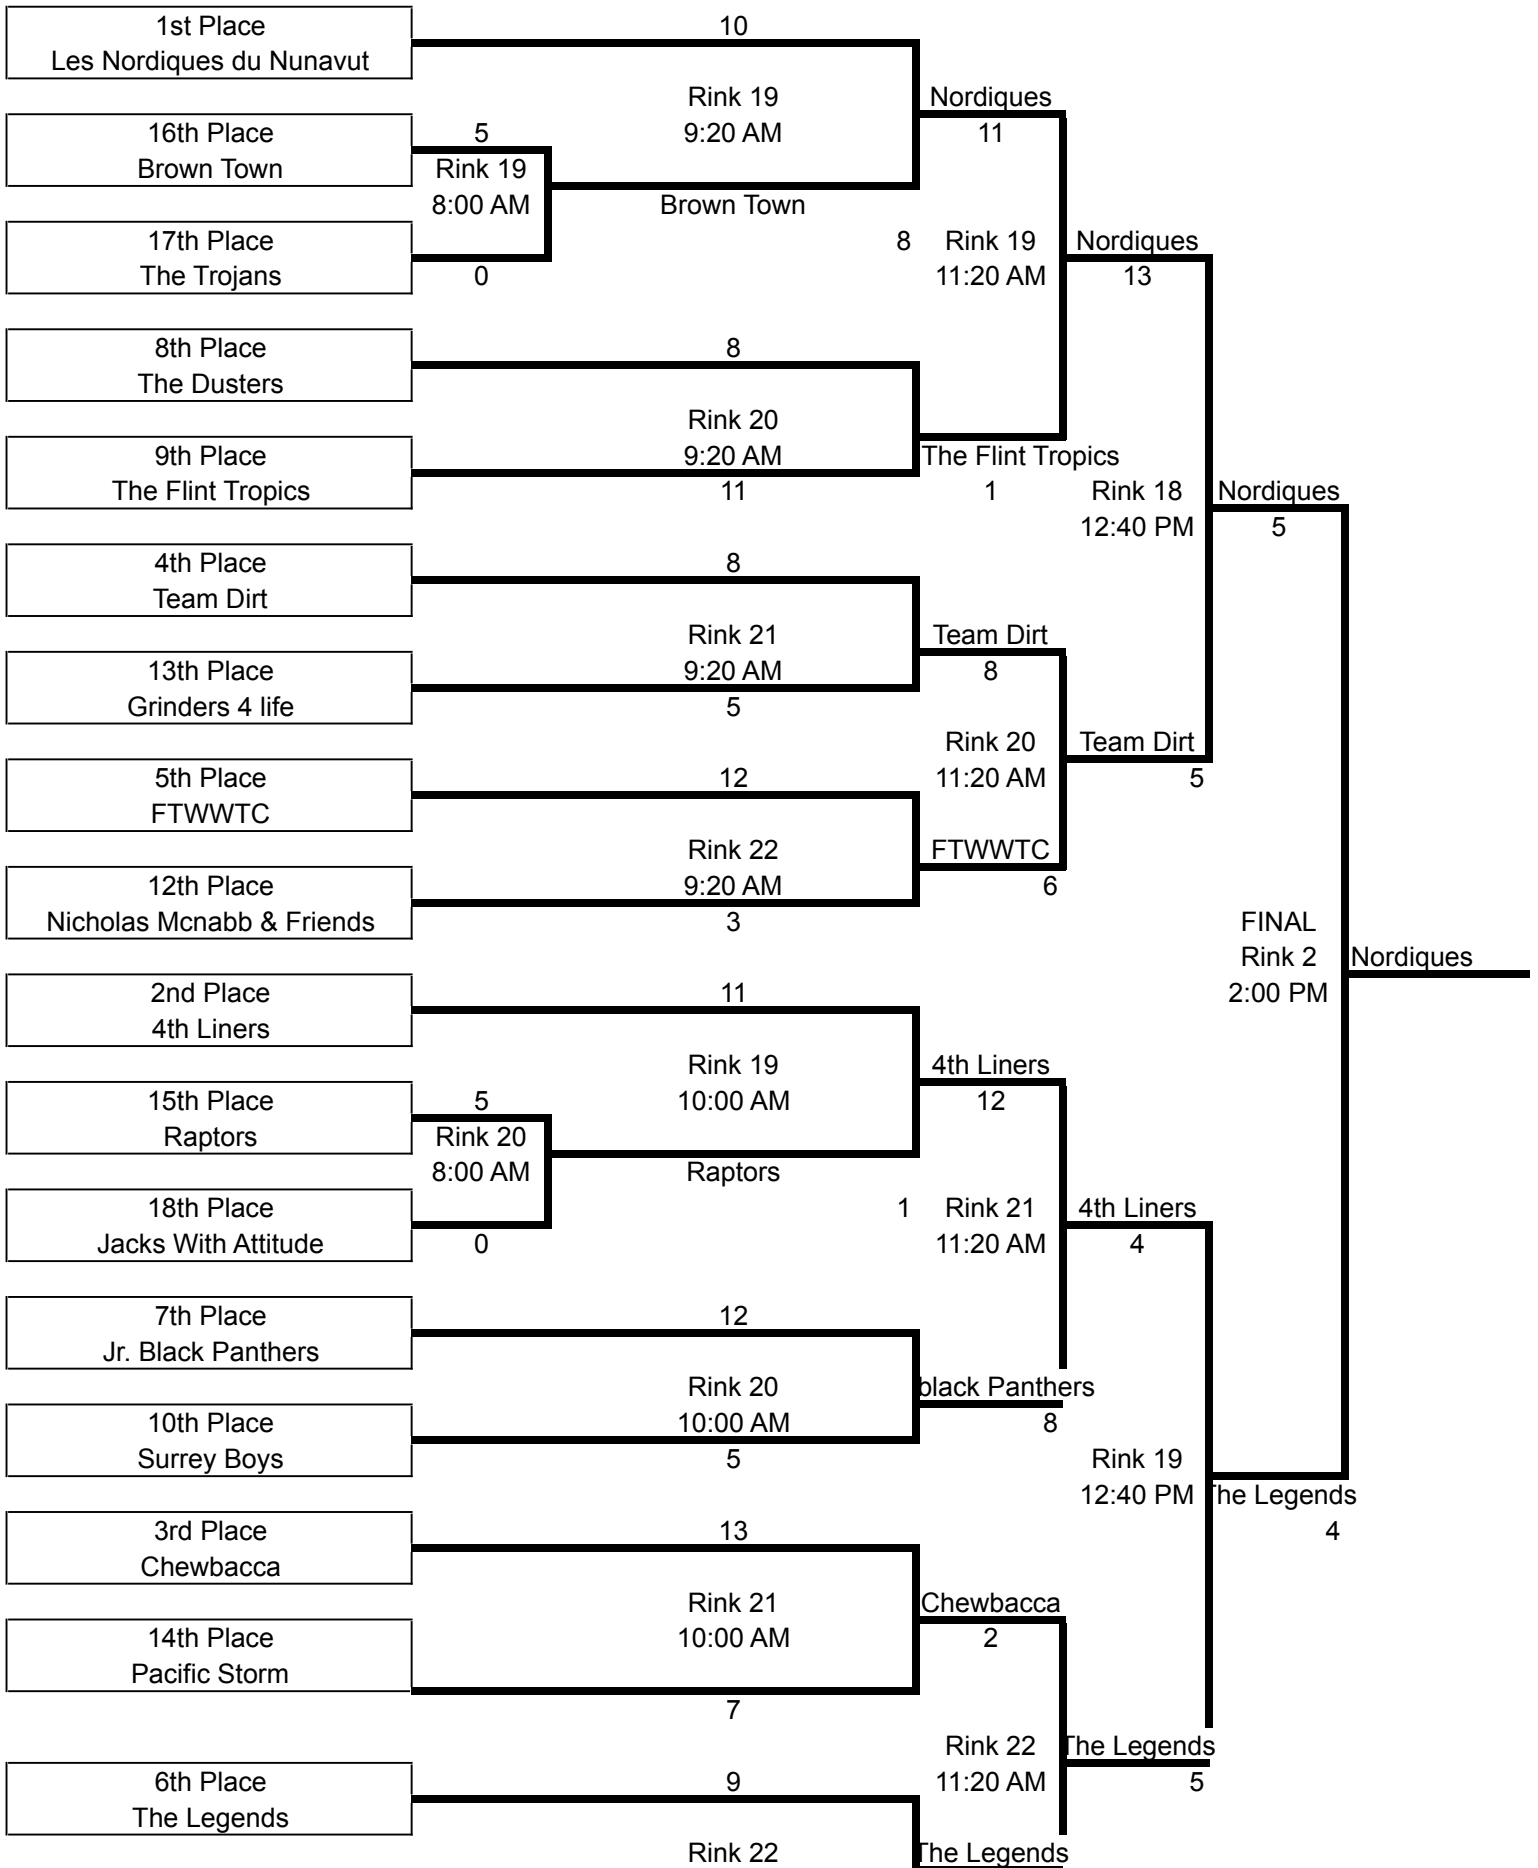 1st Place
Les Nordiques du Nunavut
10
Rink 19
9:20 AM
Nordiques
11
16th Place
Brown Town
5
Rink 19
8:00 AM
Brown Town
8
17th Place
The Trojans
0
Rink 19
11:20 AM
Nordiques
13
8th Place
The Dusters
8
Rink 20
9:20 AM
9th Place
The Flint Tropics
11
The Flint Tropics
1
Rink 18
12:40 PM
Nordiques
5
4th Place
Team Dirt
8
Rink 21
9:20 AM
Team Dirt
8
13th Place
Grinders 4 life
5
Rink 20
11:20 AM
Team Dirt
5
5th Place
FTWWTC
12
Rink 22
9:20 AM
FTWWTC
6
12th Place
Nicholas Mcnabb & Friends
3
FINAL
Rink 2
2:00 PM
Nordiques
2nd Place
4th Liners
11
Rink 19
10:00 AM
4th Liners
12
15th Place
Raptors
5
Rink 20
8:00 AM
Raptors
1
18th Place
Jacks With Attitude
0
Rink 21
11:20 AM
4th Liners
4
7th Place
Jr. Black Panthers
12
Rink 20
10:00 AM
black Panthers
8
10th Place
Surrey Boys
5
Rink 19
12:40 PM
The Legends
4
3rd Place
Chewbacca
13
Rink 21
10:00 AM
Chewbacca
2
14th Place
Pacific Storm
7
Rink 22
11:20 AM
The Legends
5
6th Place
The Legends
9
Rink 22
The Legends